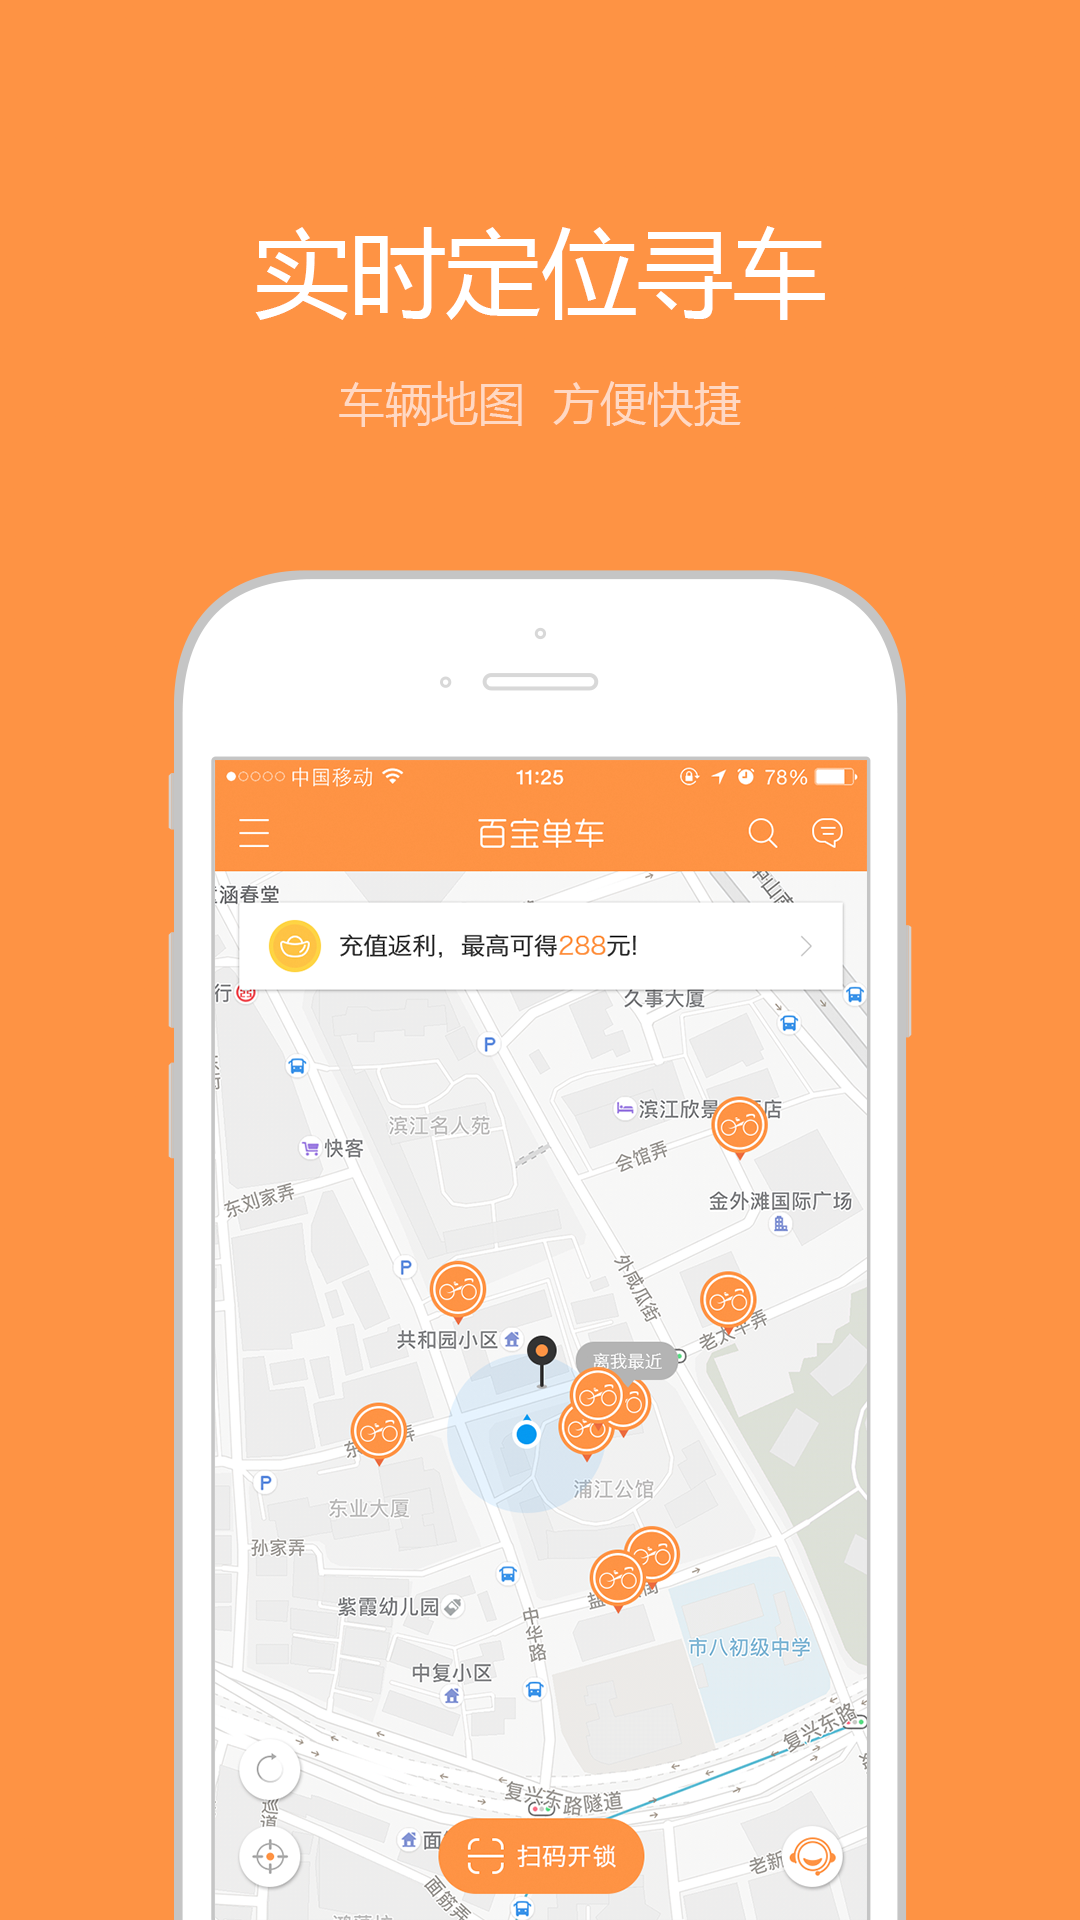 实时定位寻车
车辆地图 方便快捷
中国移动 11:25 78%
百宝单车
涵春堂
充值返利，最高可得288元!
行
久事大厦
P
滨江名人苑
滨江欣景 店
快客
会馆弄
东刘家弄
金外滩国际广场
P
外咸瓜街
共和园小区
老太平弄
离我最近
东 弄
P
浦江公馆
东业大厦
孙家弄
紫霞幼儿园
盐 街
中华路
市八初级中学
中复小区
复兴东路
复兴东路隧道
巡道
面
扫码开锁
老新
面筋弄